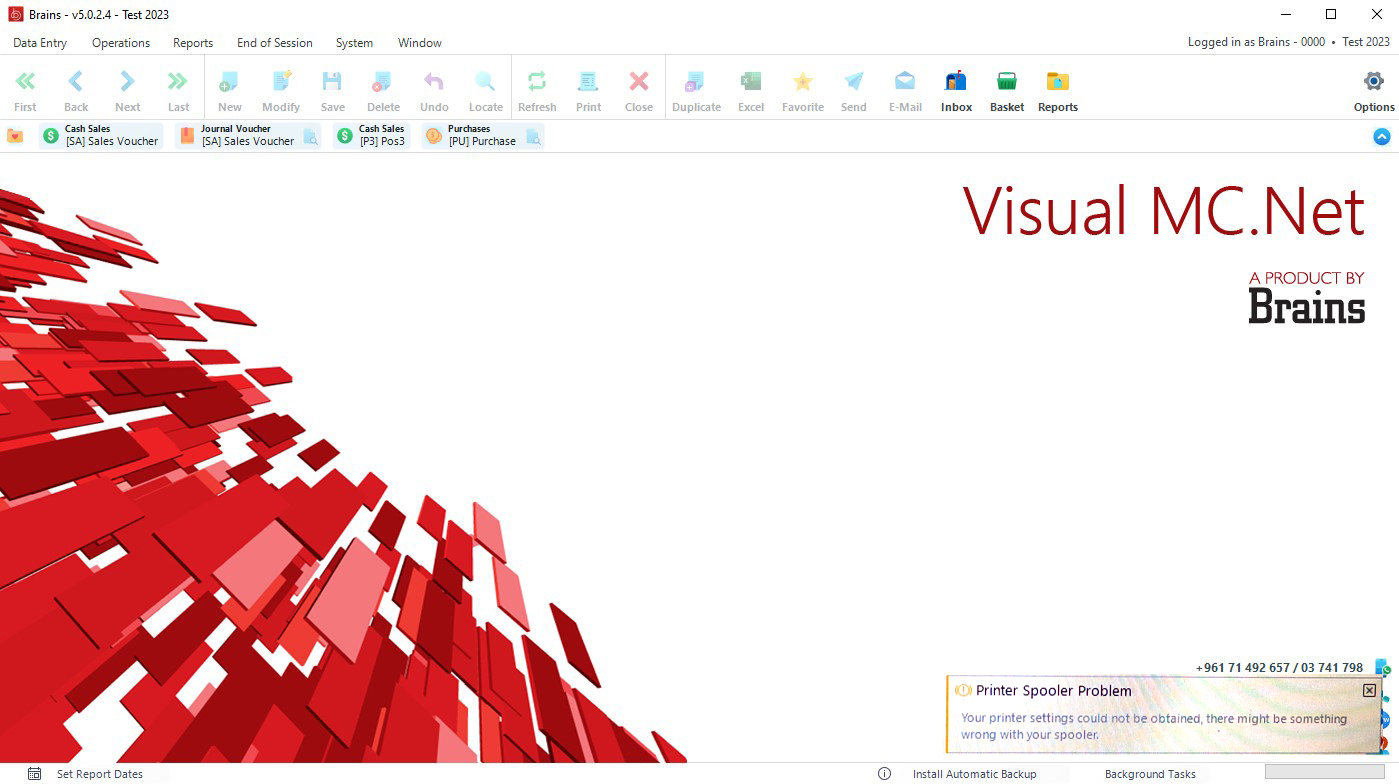 Brains - v5.0.2.4 - Test 2023
Data Entry Operations Reports End of Session System Window Logged in as Brains - 0000 • Test 2023
First Back Next Last New Modify Save Delete Undo Locate Refresh Print Close Duplicate Excel Favorite Send E-Mail Inbox Basket Reports Options
Cash Sales Journal Voucher Cash Sales Purchases
[SA] Sales Voucher [SA] Sales Voucher [P3] Pos3 [PU] Purchase
Visual MC.Net
A PRODUCT BY
Brains
+961 71 492 657 / 03 741 798
Printer Spooler Problem
Your printer settings could not be obtained, there might be something
wrong with your spooler.
Set Report Dates Install Automatic Backup Background Tasks